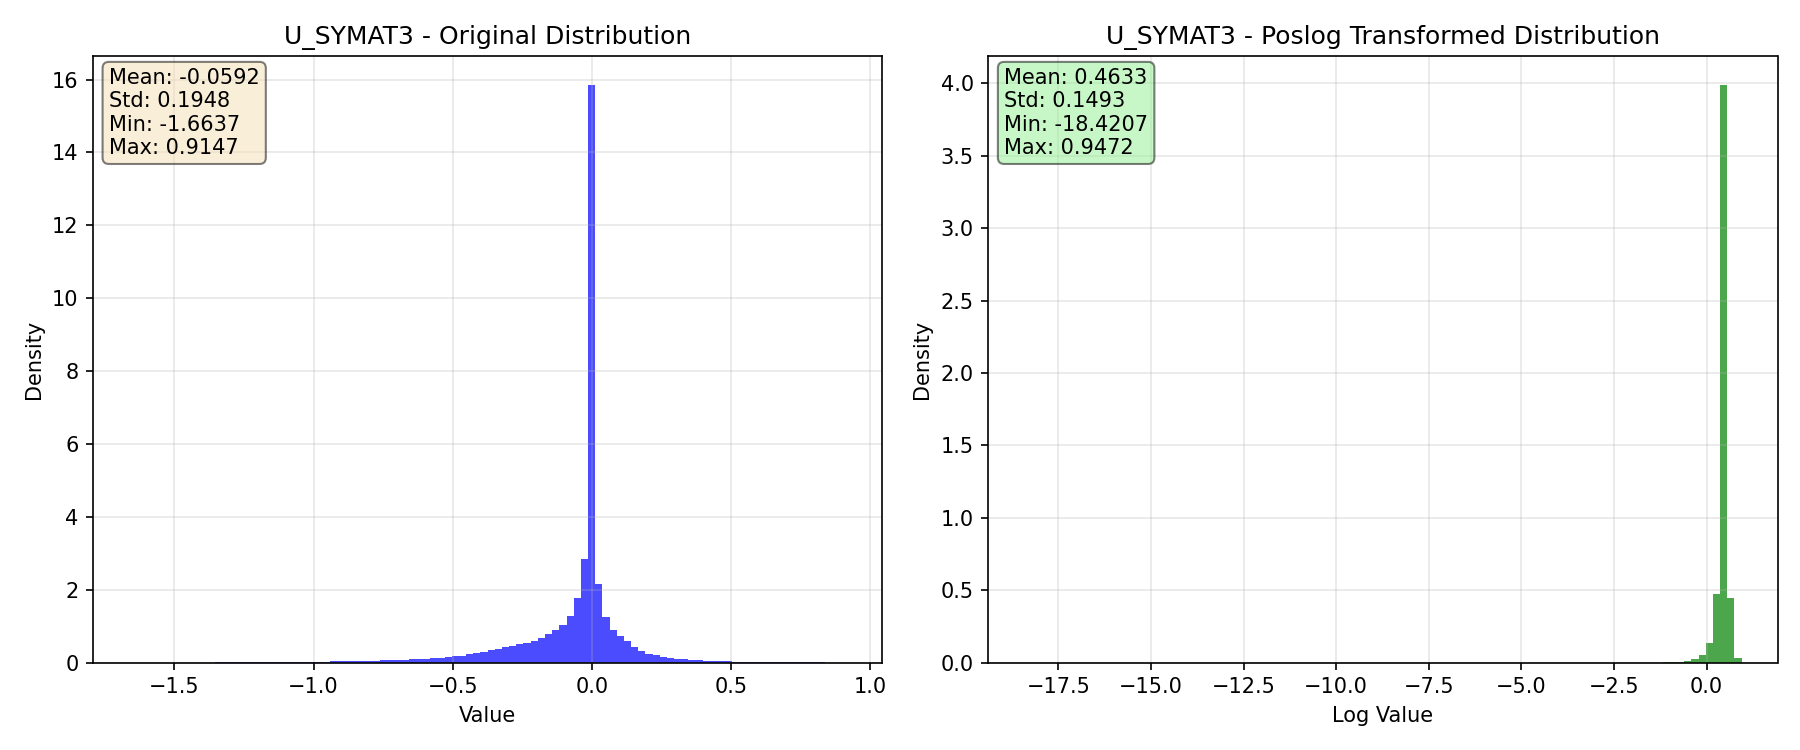 U_SYMAT3 - Original Distribution
Mean: -0.0592
Std: 0.1948
Min: -1.6637
Max: 0.9147
16
14
12
10
8
6
4
2
0
Density
−1.5
−1.0
−0.5
0.0
0.5
1.0
Value
U_SYMAT3 - Poslog Transformed Distribution
Mean: 0.4633
Std: 0.1493
Min: -18.4207
Max: 0.9472
4.0
3.5
3.0
2.5
2.0
1.5
1.0
0.5
0.0
Density
−17.5
−15.0
−12.5
−10.0
−7.5
−5.0
−2.5
0.0
Log Value